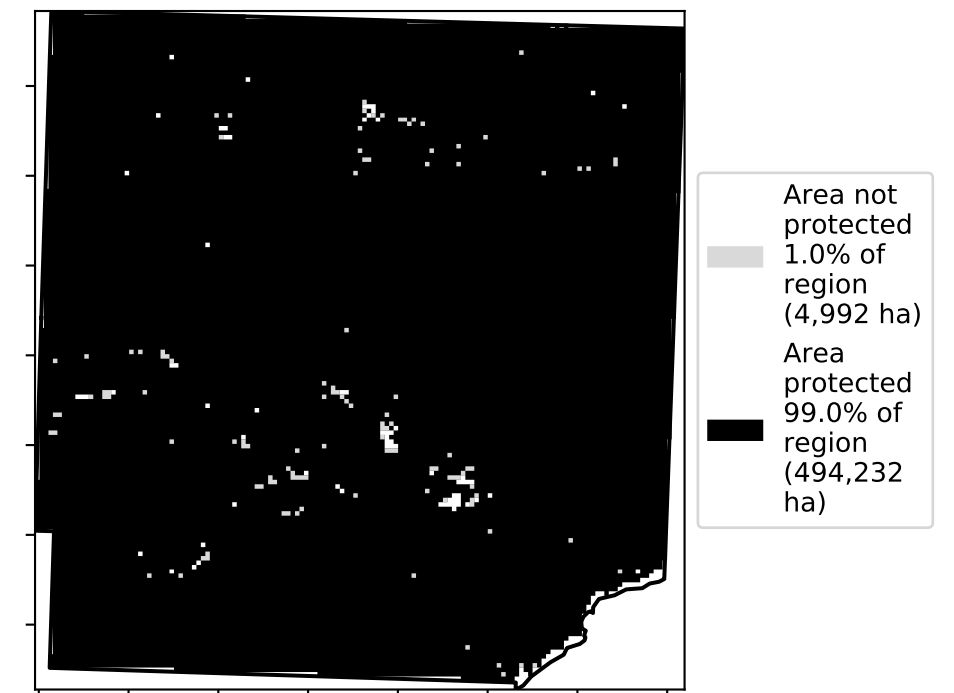 Area not
protected
1.0% of
region
(4,992 ha)
Area
protected
99.0% of
region
(494,232
ha)